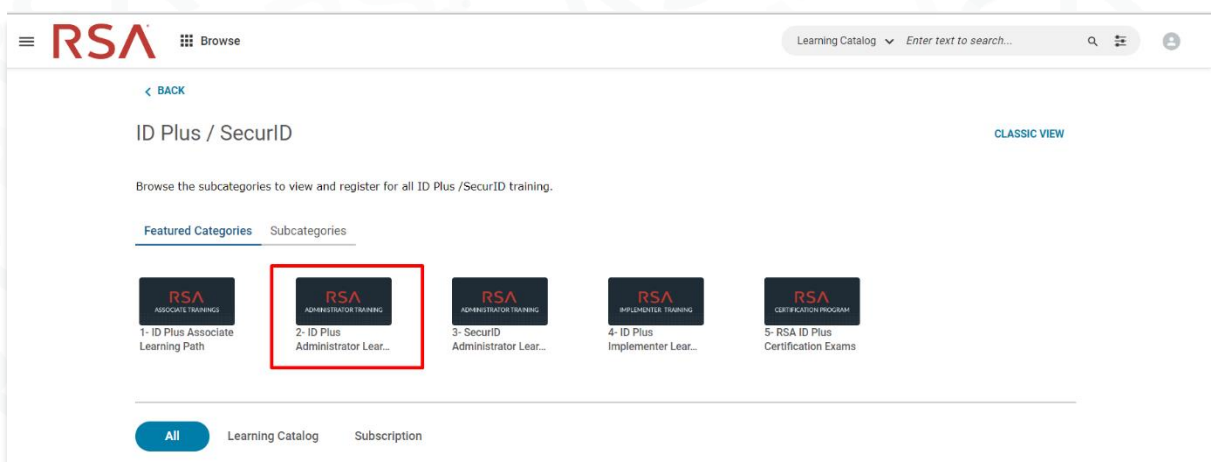 RSA Browse Learning Catalog Enter text to search...
BACK
ID Plus / SecurID CLASSIC VIEW
Browse the subcategories to view and register for all ID Plus /SecurID training.
Featured Categories Subcategories
RSA
ASSOCIATE TRAININGS
1- ID Plus Associate
Learning Path
RSA
ADMINISTRATOR TRAINING
2- ID Plus
Administrator Lear...
RSA
ADMINISTRATOR TRAINING
3- SecurID
Administrator Lear...
RSA
IMPLEMENTER TRAINING
4- ID Plus
Implementer Lear...
RSA
CERTIFICATION PROGRAM
5- RSA ID Plus
Certification Exams
All Learning Catalog Subscription